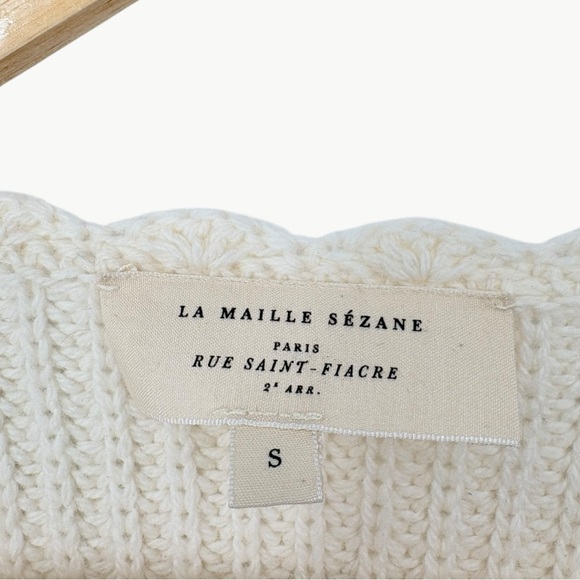 LA MAILLE SÉZANE
PARIS
RUE SAINT-FIACRE
2ᵉ ARR.
S